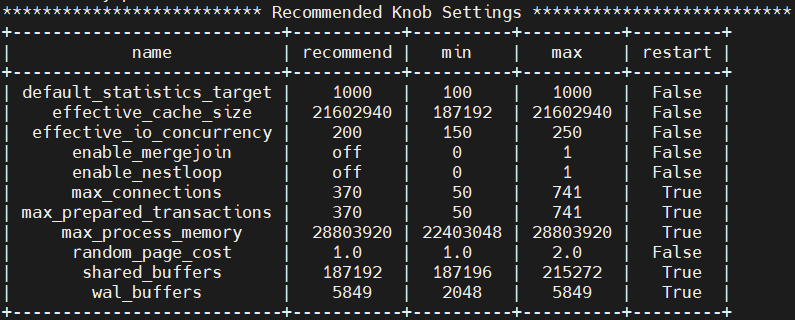 ************************** Recommended Knob Settings **************************
+---------------------------+-----------+----------+----------+---------+
| name | recommend | min | max | restart |
+---------------------------+-----------+----------+----------+---------+
| default_statistics_target | 1000 | 100 | 1000 | False |
| effective_cache_size | 21602940 | 187192 | 21602940 | False |
| effective_io_concurrency | 200 | 150 | 250 | False |
| enable_mergejoin | off | 0 | 1 | False |
| enable_nestloop | off | 0 | 1 | False |
| max_connections | 370 | 50 | 741 | True |
| max_prepared_transactions | 370 | 50 | 741 | True |
| max_process_memory | 28803920 | 22403048 | 28803920 | True |
| random_page_cost | 1.0 | 1.0 | 2.0 | False |
| shared_buffers | 187192 | 187196 | 215272 | True |
| wal_buffers | 5849 | 2048 | 5849 | True |
+---------------------------+-----------+----------+----------+---------+